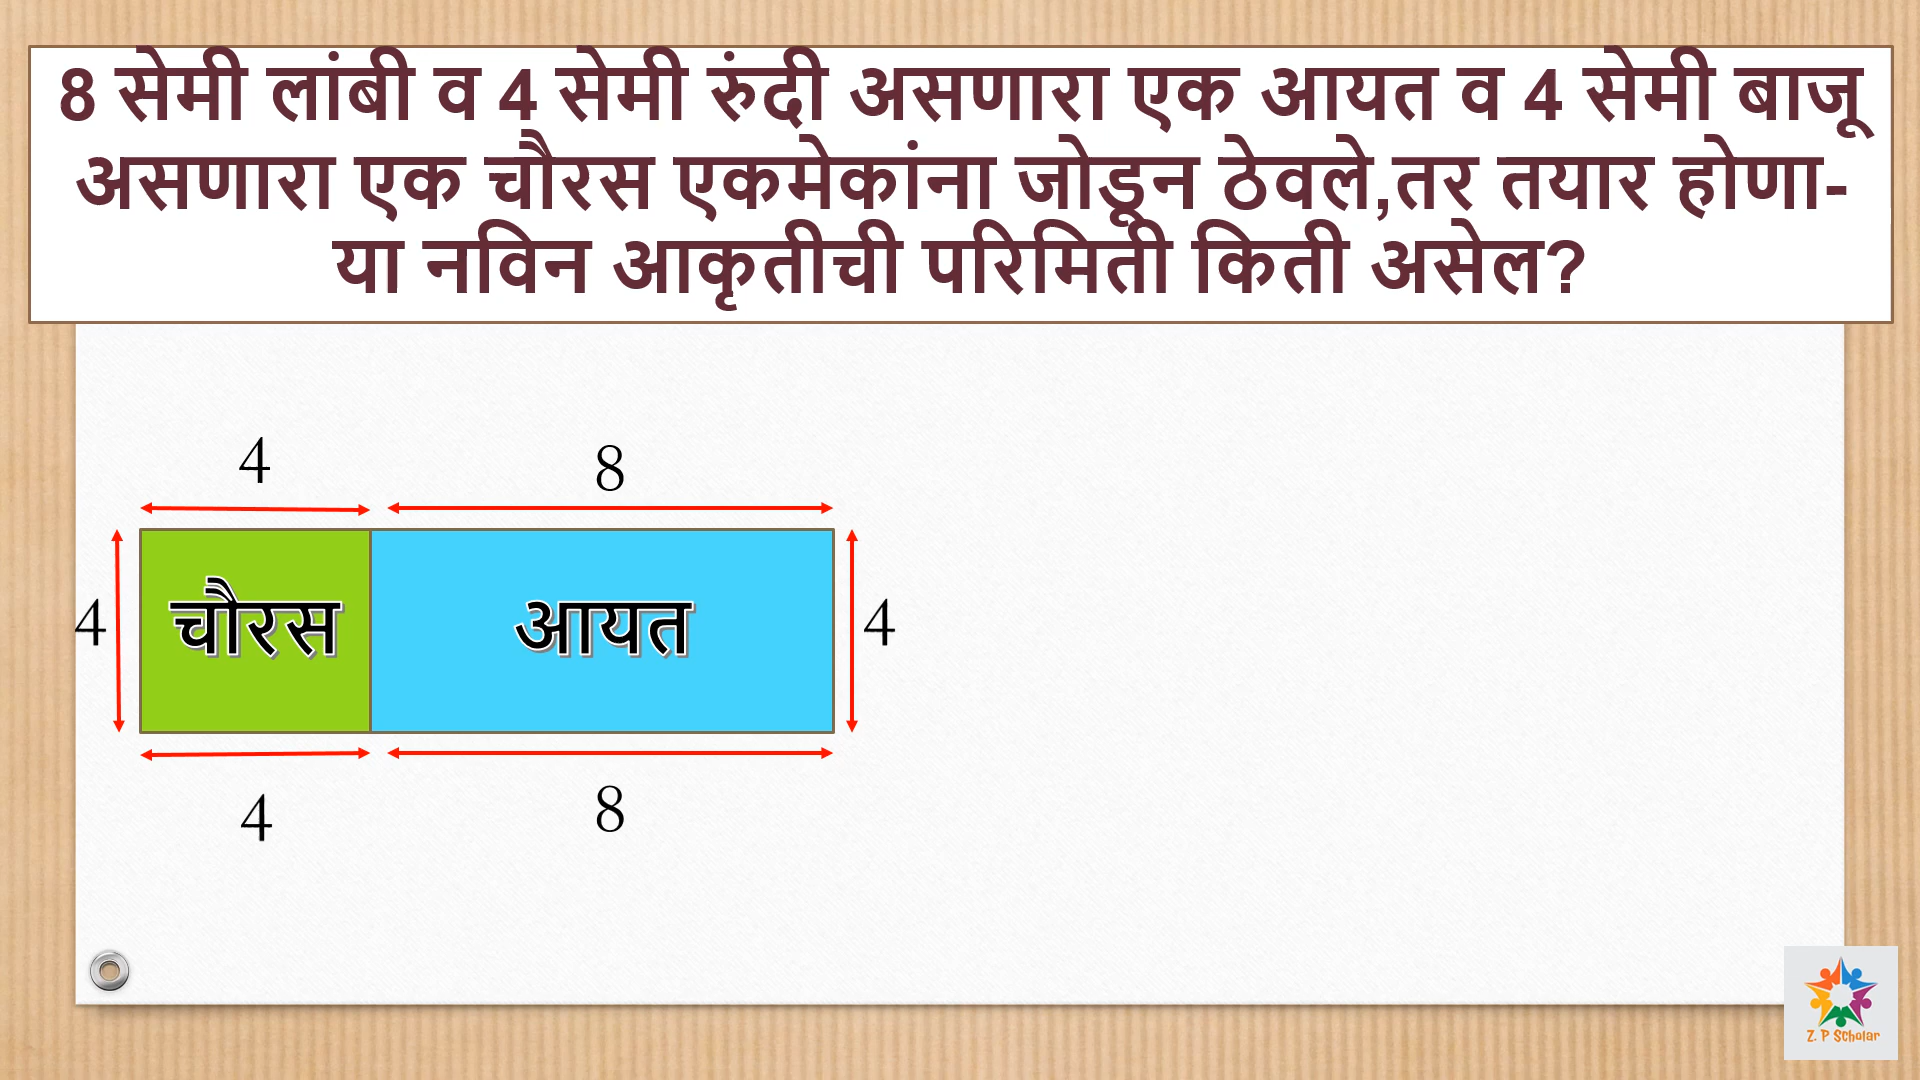 8 सेमी लांबी व 4 सेमी रुंदी असणारा एक आयत व 4 सेमी बाजू
असणारा एक चौरस एकमेकांना जोडून ठेवले,तर तयार होणा-
या नविन आकृतीची परिमिती किती असेल?
4 8
4 चौरस आयत 4
4 8
Z. P Scholar